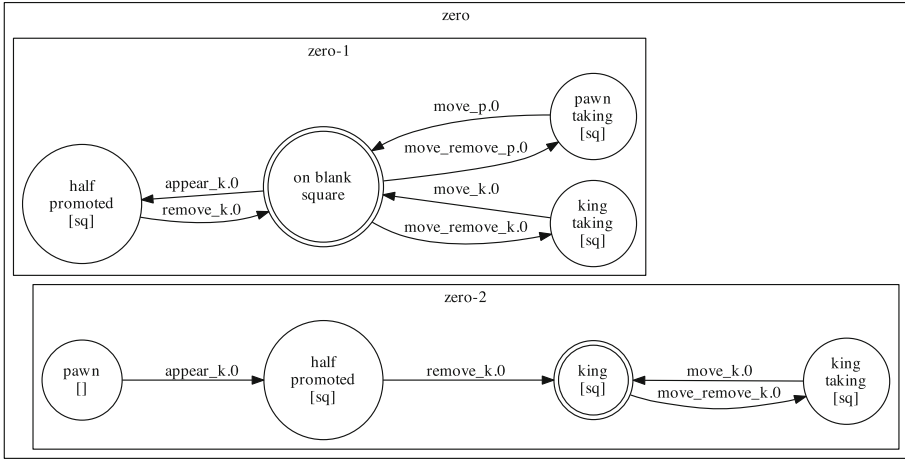 zero
zero-1
pawn
taking
[sq]
move_p.0
move_remove_p.0
on blank
square
half
promoted
[sq]
appear_k.0
remove_k.0
move_k.0
move_remove_k.0
king
taking
[sq]
zero-2
pawn
[]
appear_k.0
half
promoted
[sq]
remove_k.0
king
[sq]
move_k.0
move_remove_k.0
king
taking
[sq]